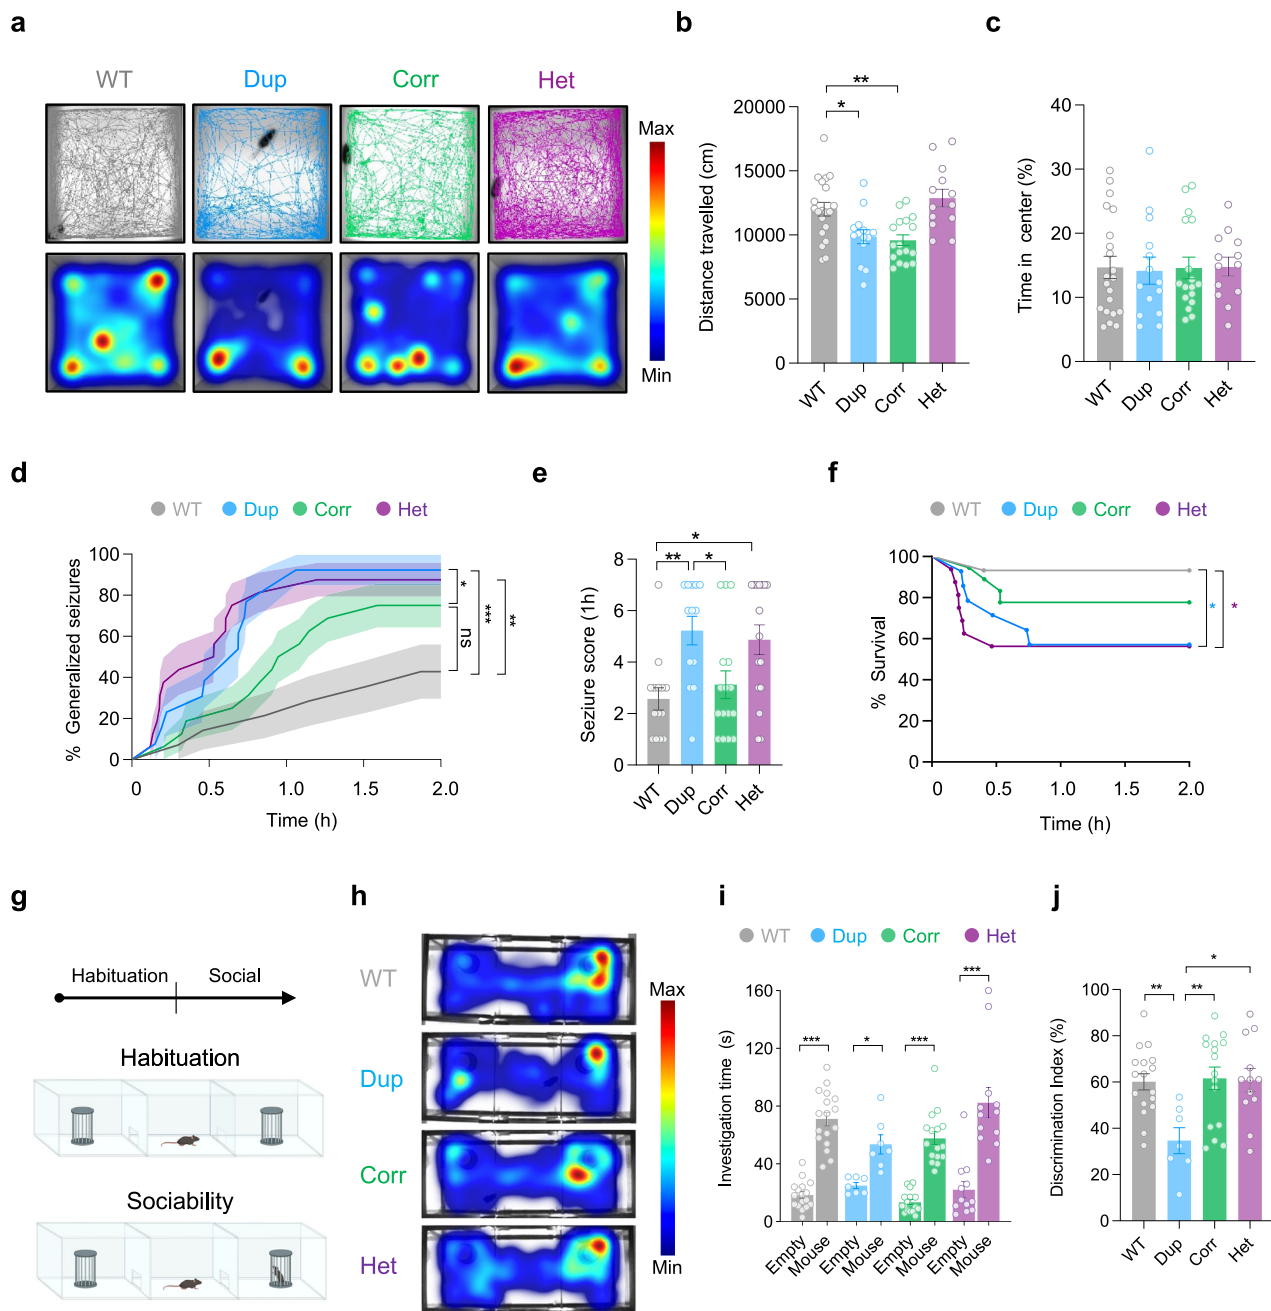 a
WT Dup Corr Het
Max
Min
b
** 
*
Distance travelled (cm)
20000
15000
10000
5000
0
WT Dup Corr Het
c
Time in center (%)
40
30
20
10
0
WT Dup Corr Het
d
WT Dup Corr Het
% Generalized seizures
100
80
60
40
20
0
0 0.5 1.0 1.5 2.0
Time (h)
*
ns
***
**
e
Seziure score (1h)
8
6
4
2
0
*
** *
WT Dup Corr Het
f
WT Dup Corr Het
% Survival
100
80
60
40
20
0
0 0.5 1.0 1.5 2.0
Time (h)
* *
g
Habituation Social
Habituation
Sociability
h
WT
Dup
Corr
Het
Max
Min
i
WT Dup Corr Het
Investigation time (s)
160
120
80
40
0
*** * *** ***
Empty Mouse Empty Mouse Empty Mouse Empty Mouse
j
Discrimination Index (%)
100
80
60
40
20
0
*
** **
WT Dup Corr Het